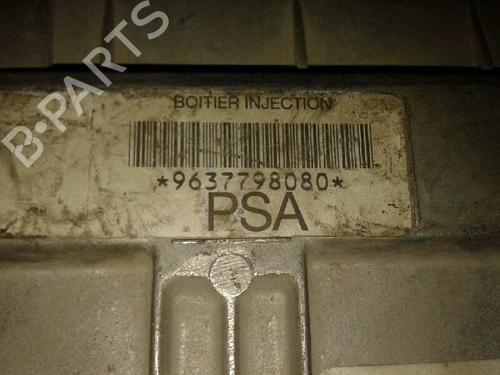 BOITIER INJECTION
*9637798080*
PSA
B-PARTS